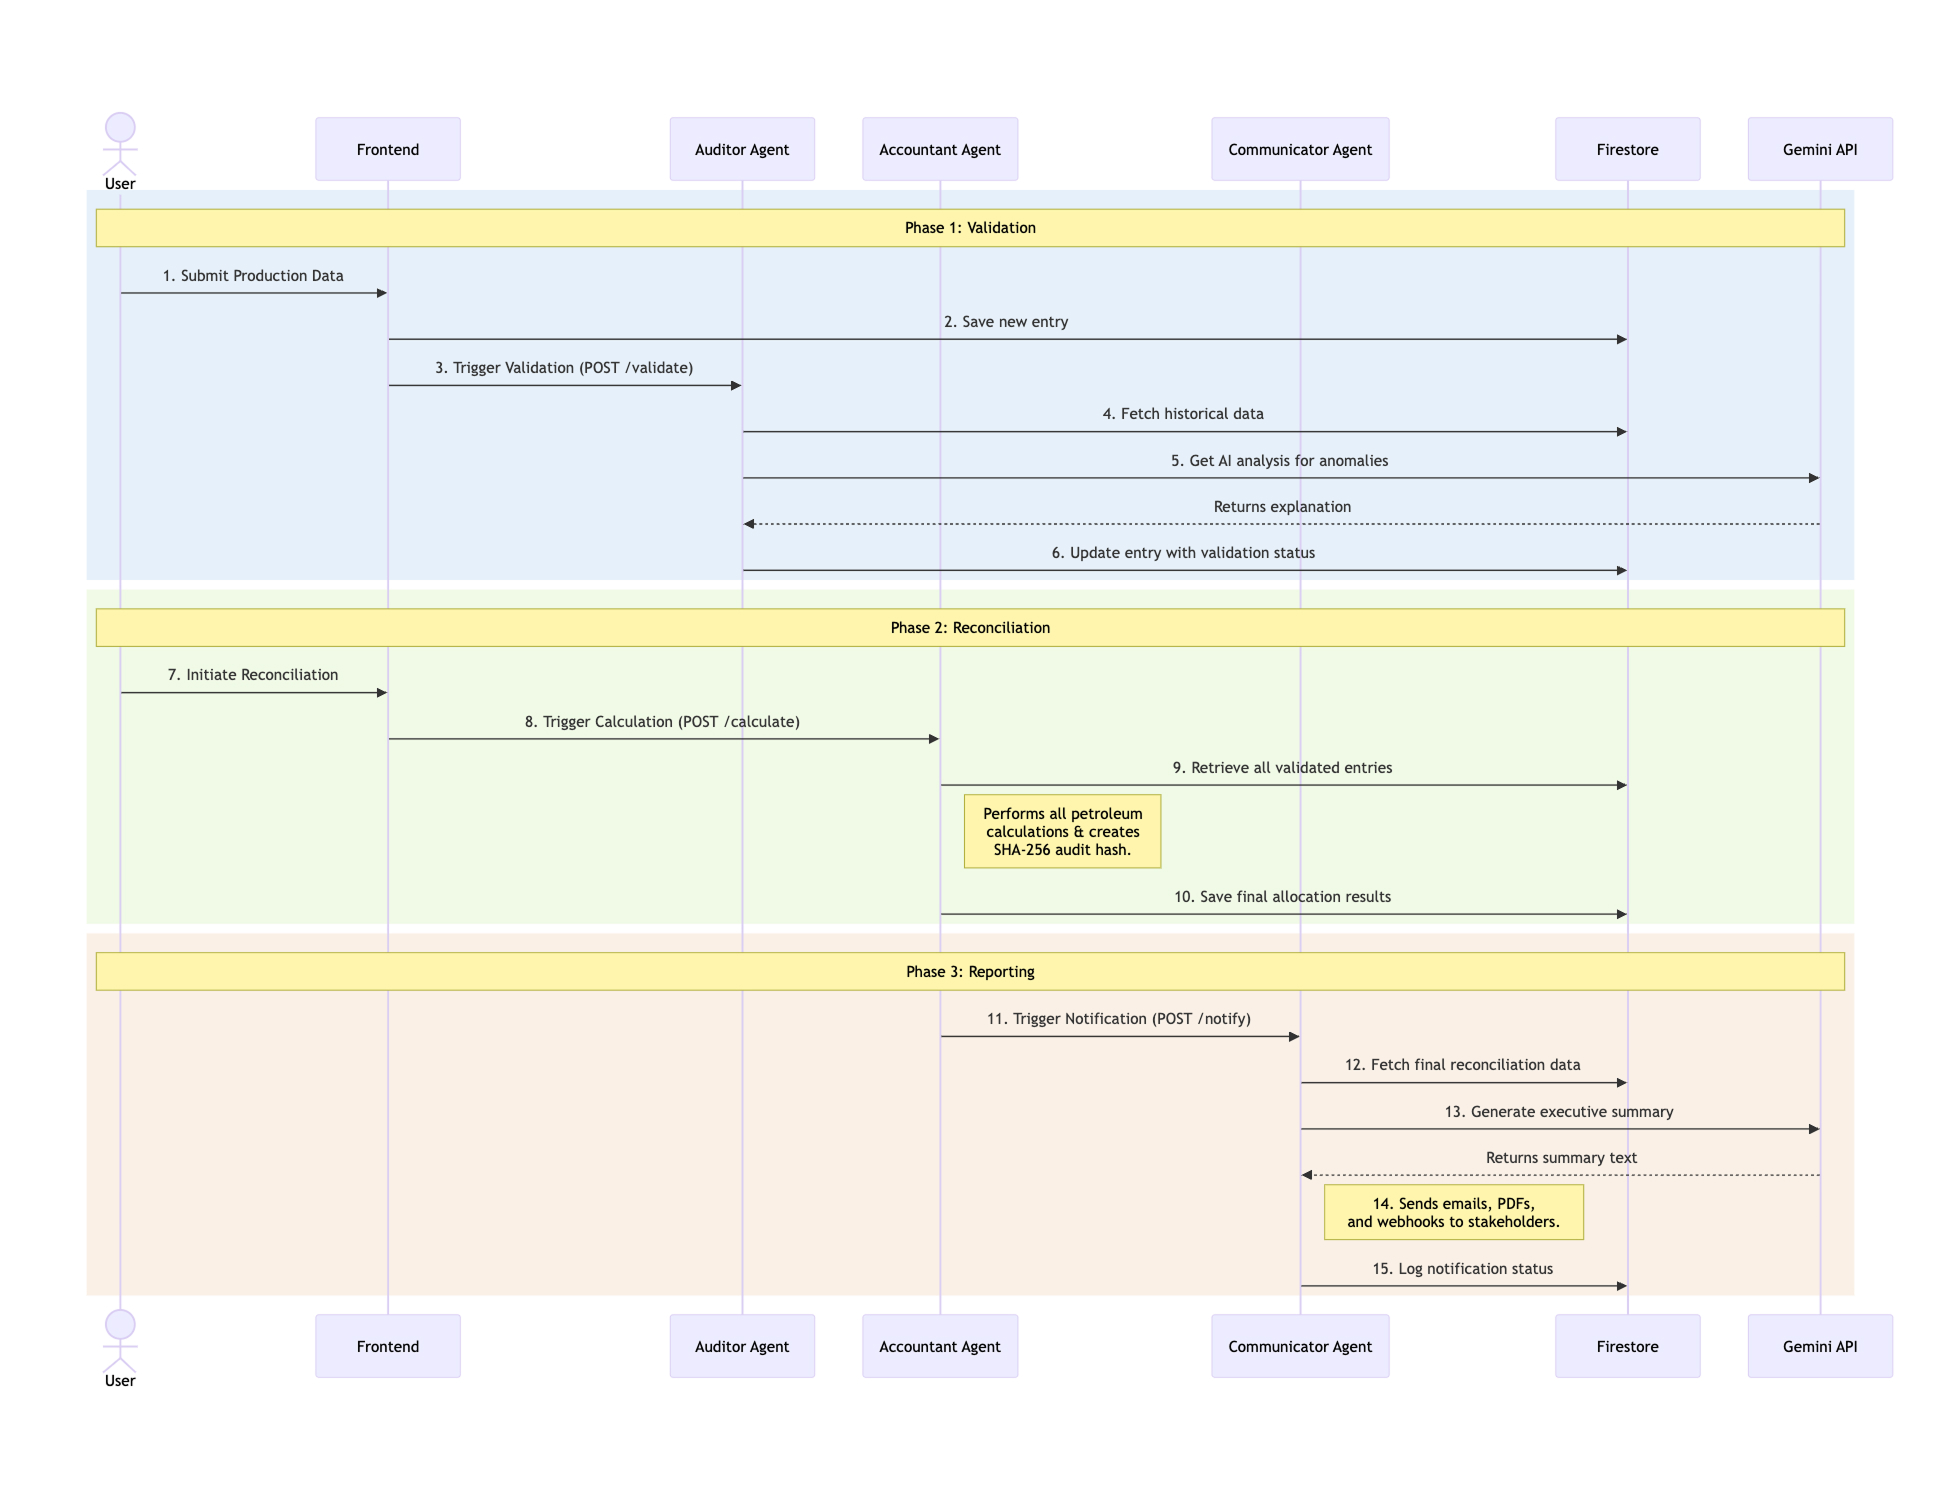 User
Frontend
Auditor Agent
Accountant Agent
Communicator Agent
Firestore
Gemini API
Phase 1: Validation
1. Submit Production Data
2. Save new entry
3. Trigger Validation (POST /validate)
4. Fetch historical data
5. Get AI analysis for anomalies
Returns explanation
6. Update entry with validation status
Phase 2: Reconciliation
7. Initiate Reconciliation
8. Trigger Calculation (POST /calculate)
9. Retrieve all validated entries
Performs all petroleum
calculations & creates
SHA-256 audit hash.
10. Save final allocation results
Phase 3: Reporting
11. Trigger Notification (POST /notify)
12. Fetch final reconciliation data
13. Generate executive summary
Returns summary text
14. Sends emails, PDFs,
and webhooks to stakeholders.
15. Log notification status
User
Frontend
Auditor Agent
Accountant Agent
Communicator Agent
Firestore
Gemini API